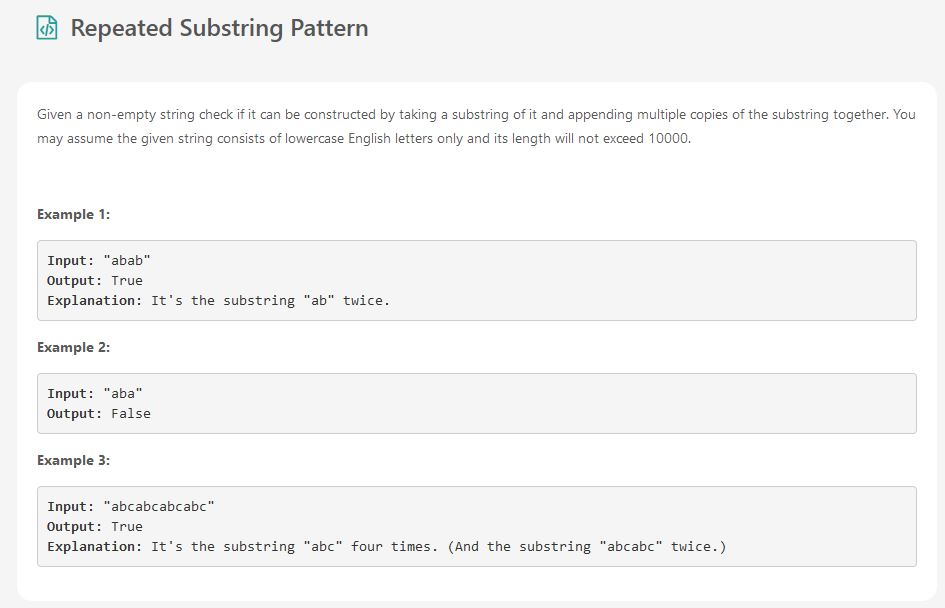 Repeated Substring Pattern
Given a non-empty string check if it can be constructed by taking a substring of it and appending multiple copies of the substring together. You
may assume the given string consists of lowercase English letters only and its length will not exceed 10000.
Example 1:
Input: "abab"
Output: True
Explanation: It's the substring "ab" twice.
Example 2:
Input: "aba"
Output: False
Example 3:
Input: "abcabcabcabc"
Output: True
Explanation: It's the substring "abc" four times. (And the substring "abcabc" twice.)